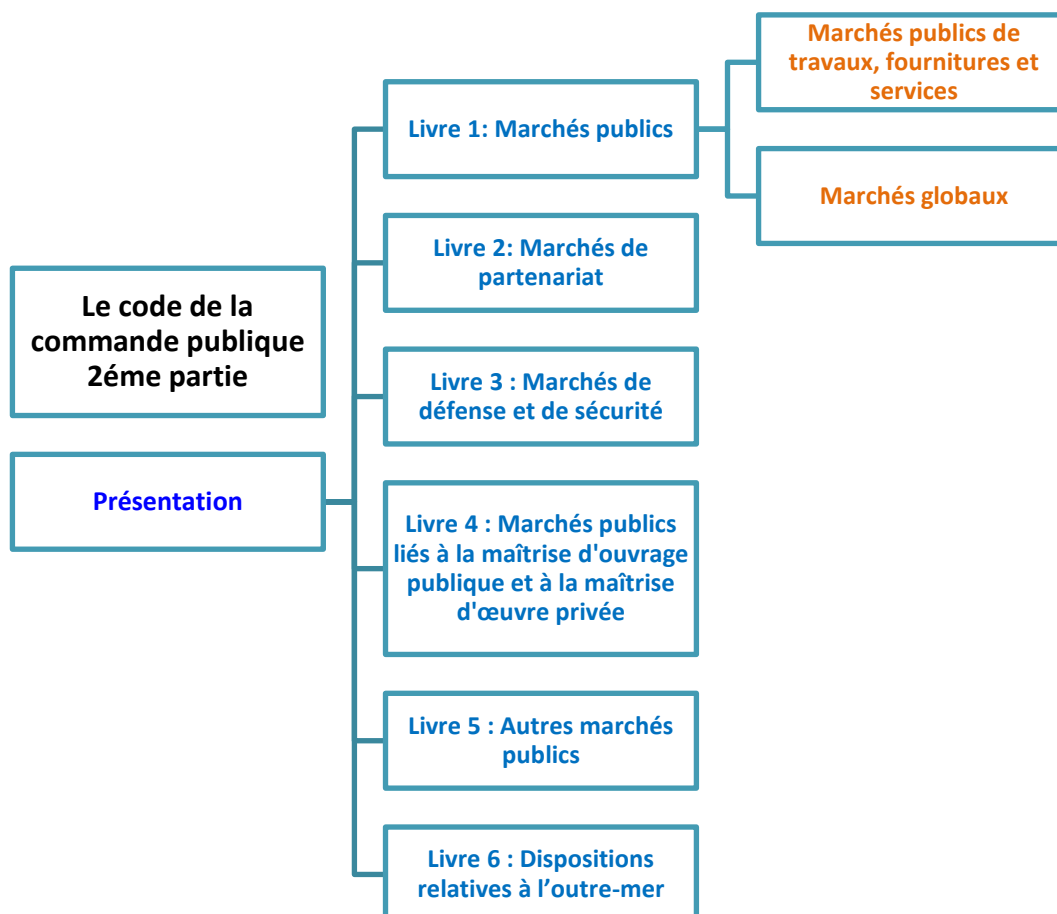 Le code de la
commande publique
2éme partie
Présentation
Livre 1: Marchés publics
Marchés publics de
travaux, fournitures et
services
Marchés globaux
Livre 2: Marchés de
partenariat
Livre 3 : Marchés de
défense et de sécurité
Livre 4 : Marchés publics
liés à la maîtrise d'ouvrage
publique et à la maîtrise
d'œuvre privée
Livre 5 : Autres marchés
publics
Livre 6 : Dispositions
relatives à l’outre-mer